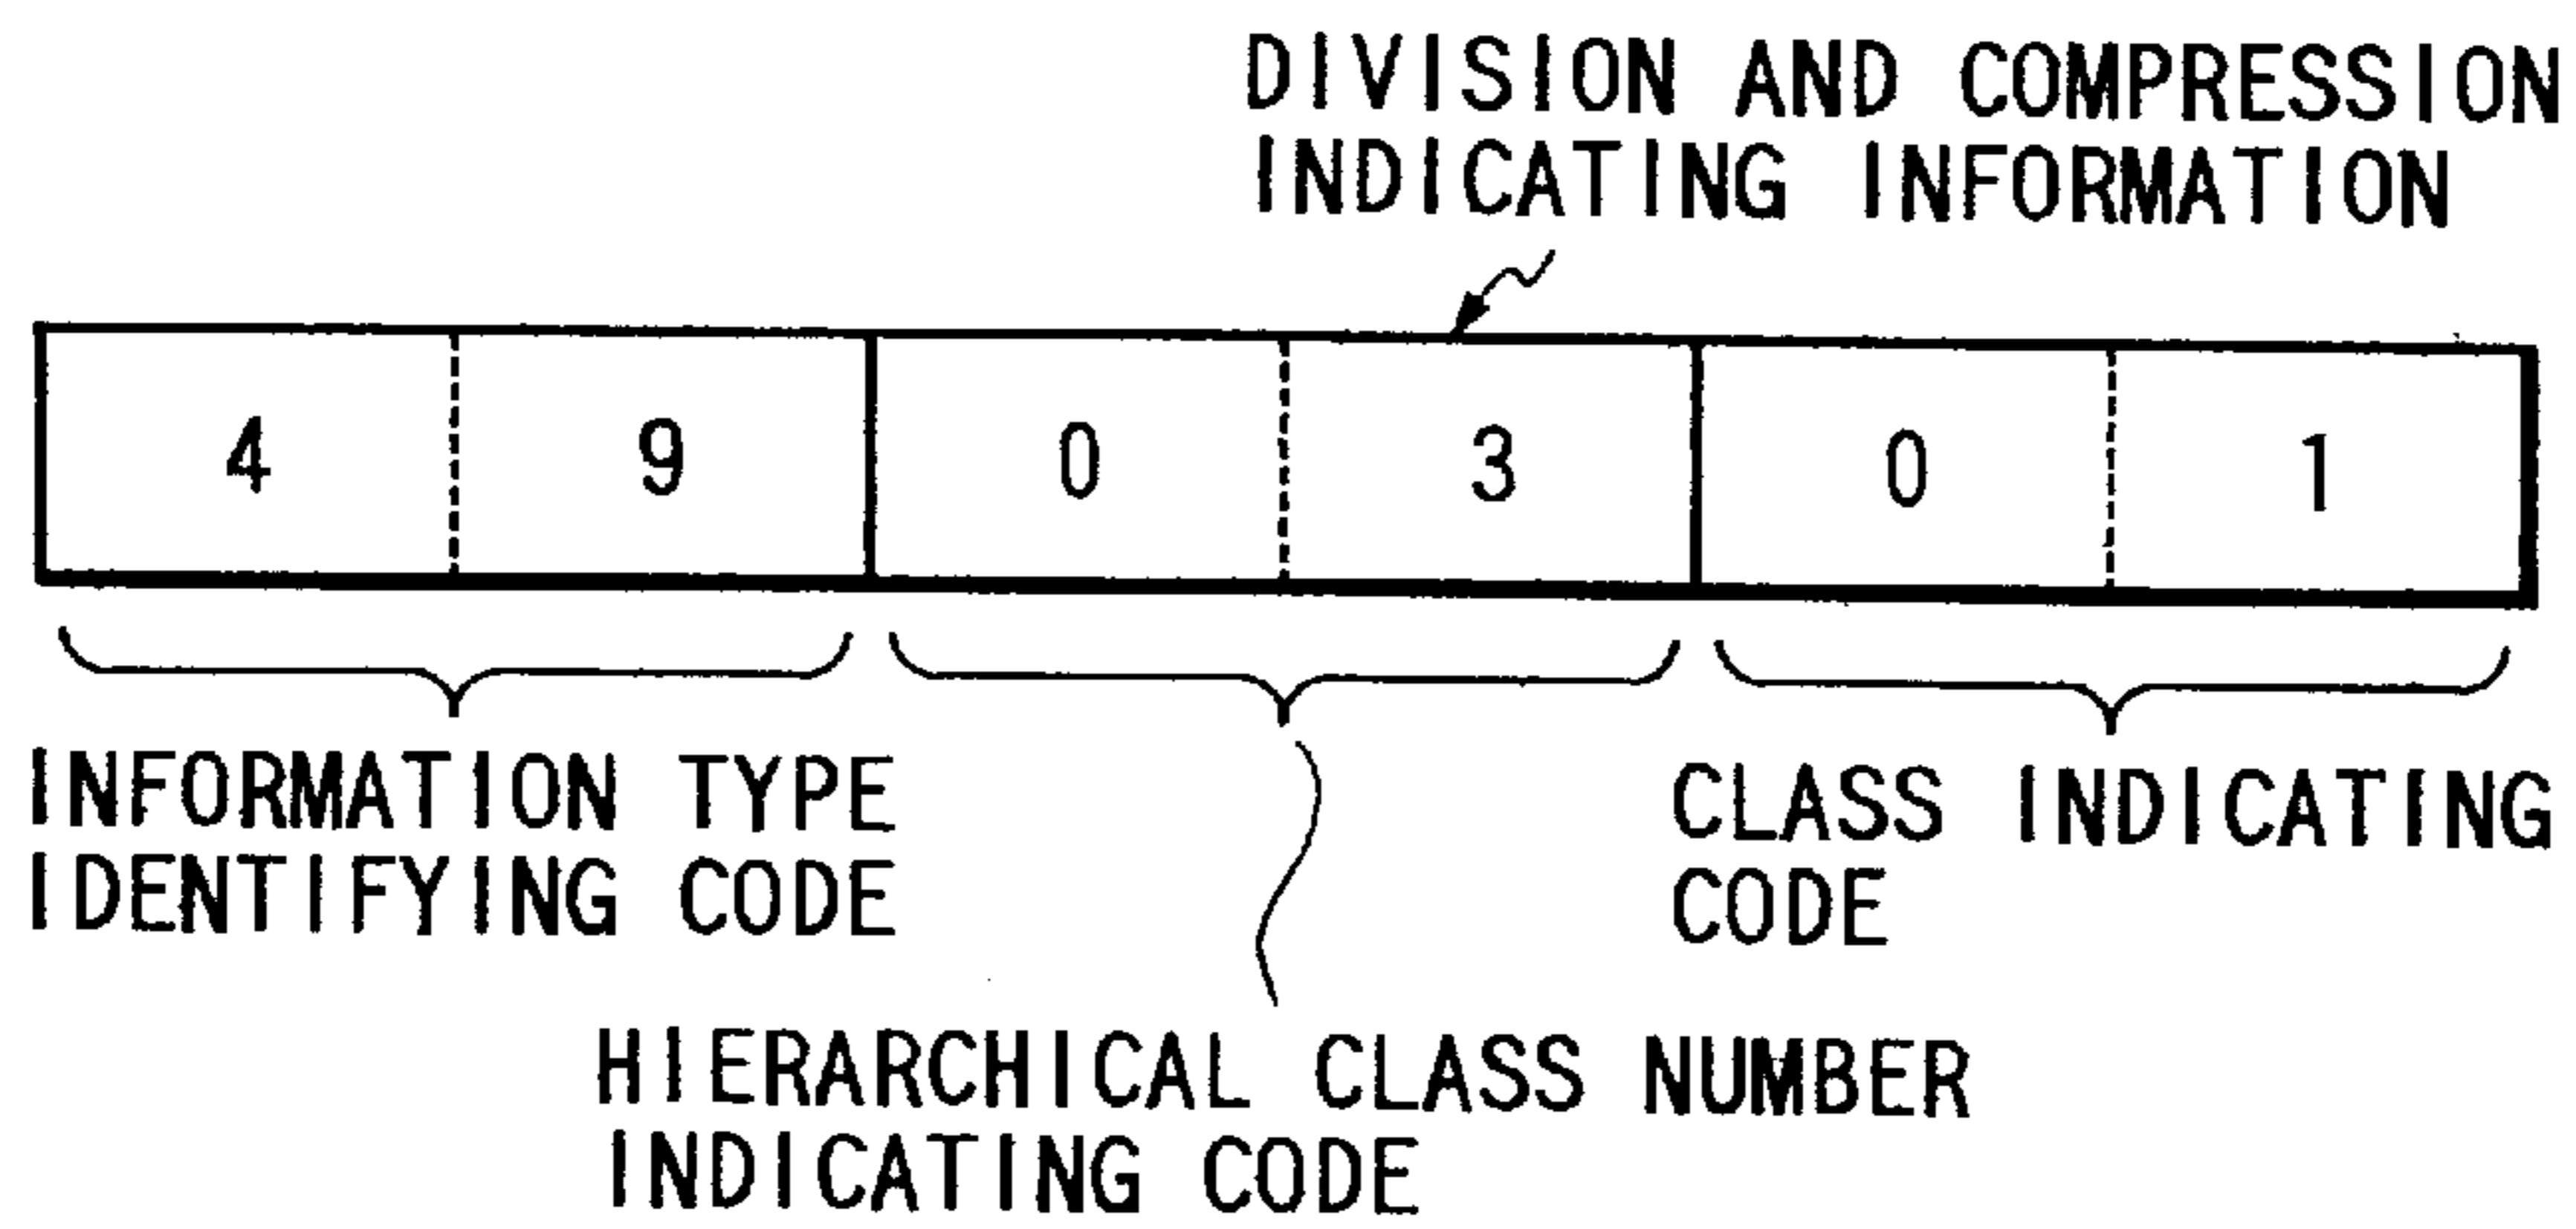 DIVISION AND COMPRESSION
INDICATING INFORMATION
4 9 0 3 0 1
INFORMATION TYPE
IDENTIFYING CODE
CLASS INDICATING
CODE
HIERARCHICAL CLASS NUMBER
INDICATING CODE